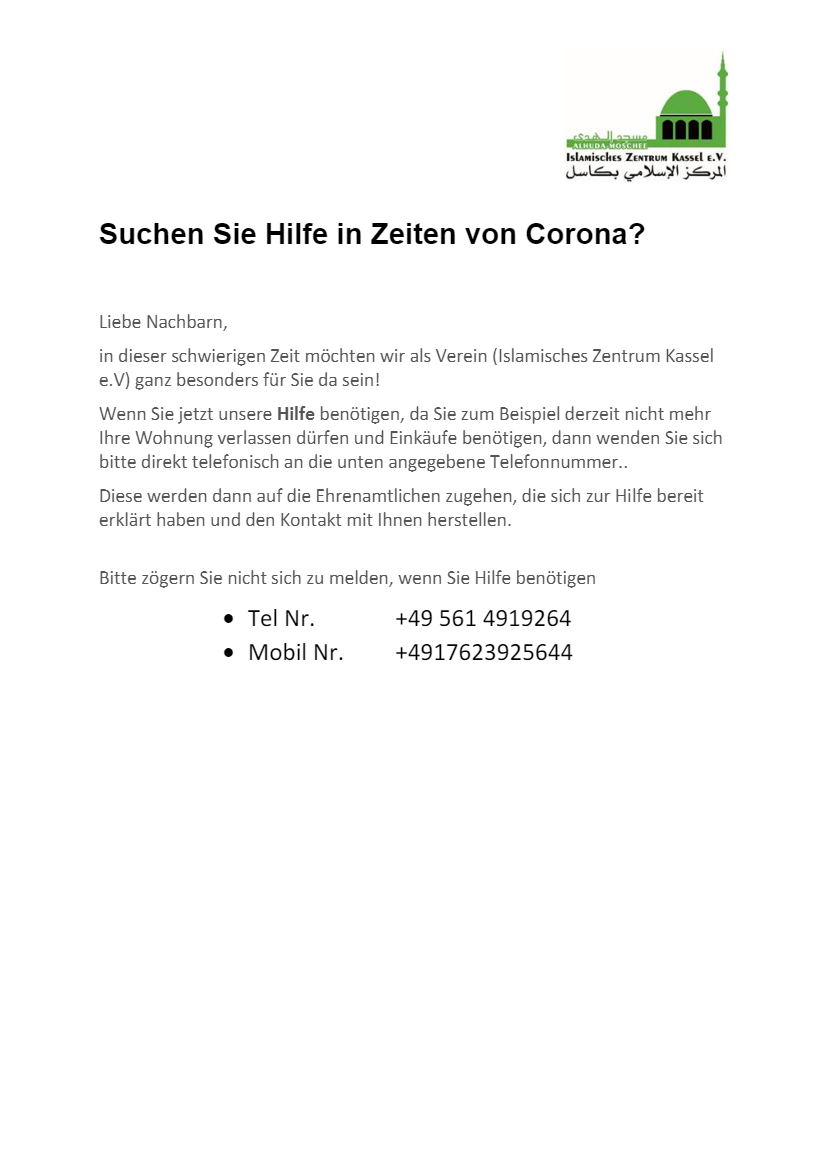 مسجد الهدى
ALHUDA MOSCHEE
Islamisches Zentrum Kassel e.V.
المركز الإسلامي بكاسل
Suchen Sie Hilfe in Zeiten von Corona?
Liebe Nachbarn,
in dieser schwierigen Zeit möchten wir als Verein (Islamisches Zentrum Kassel
e.V) ganz besonders für Sie da sein!
Wenn Sie jetzt unsere Hilfe benötigen, da Sie zum Beispiel derzeit nicht mehr
Ihre Wohnung verlassen dürfen und Einkäufe benötigen, dann wenden Sie sich
bitte direkt telefonisch an die unten angegebene Telefonnummer..
Diese werden dann auf die Ehrenamtlichen zugehen, die sich zur Hilfe bereit
erklärt haben und den Kontakt mit Ihnen herstellen.
Bitte zögern Sie nicht sich zu melden, wenn Sie Hilfe benötigen
• Tel Nr. +49 561 4919264
• Mobil Nr. +4917623925644